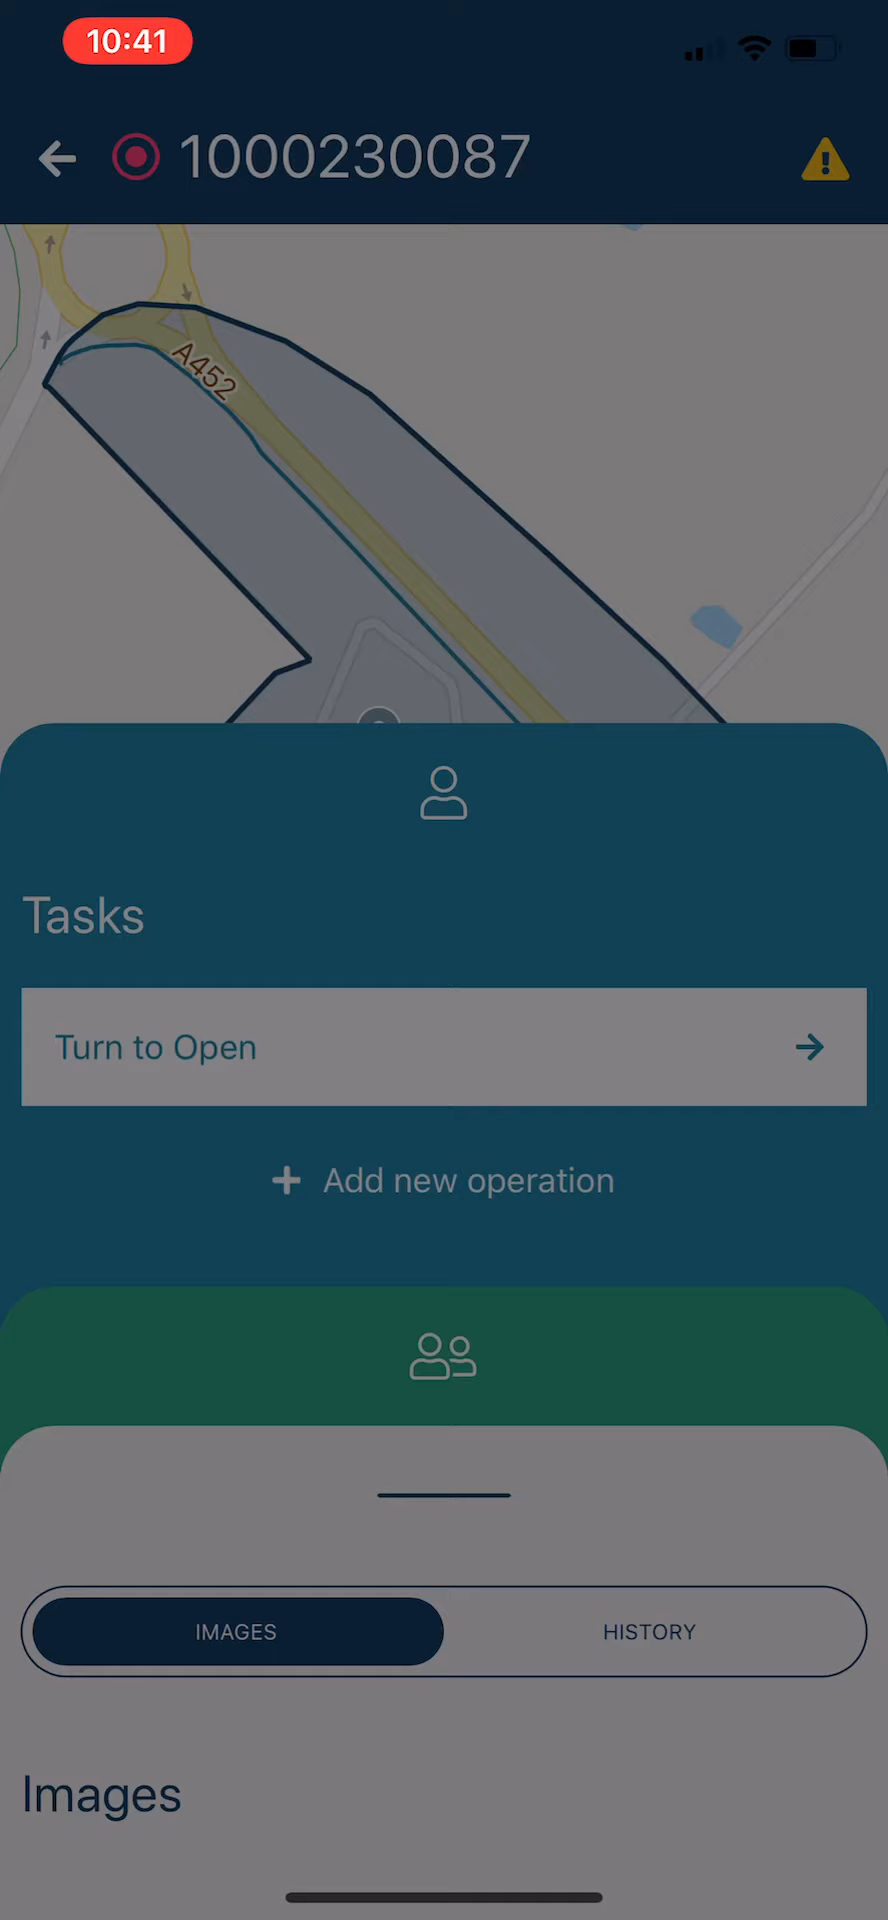 10:41
1000230087
A452
Tasks
Turn to Open
Add new operation
IMAGES
HISTORY
Images